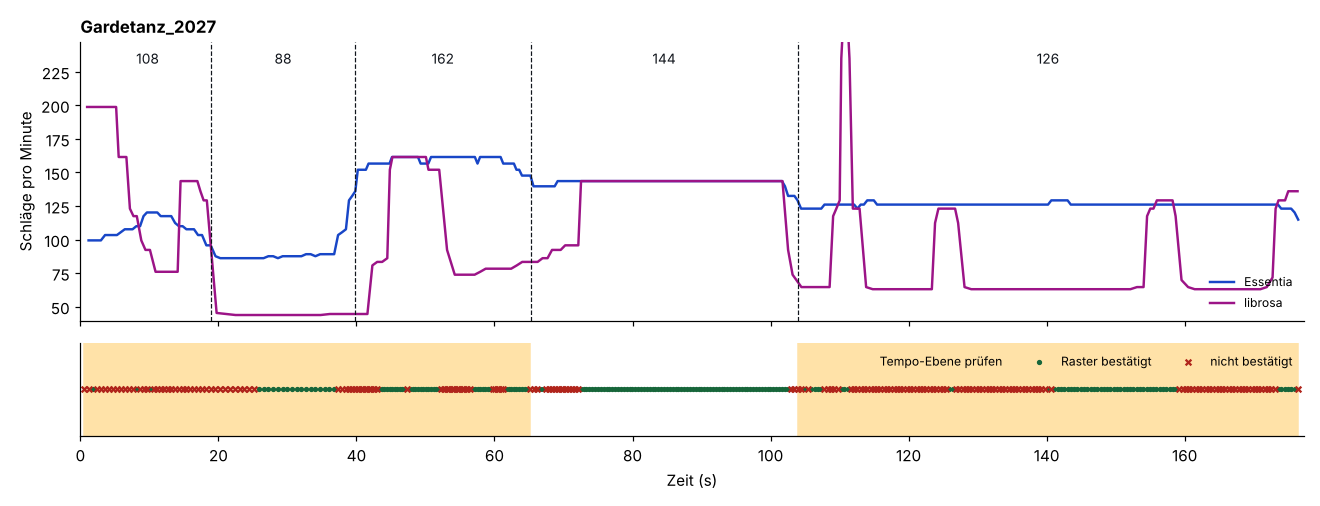 Gardetanz_2027
108 88 162 144 126
Schläge pro Minute
225
200
175
150
125
100
75
50
Essentia
librosa
Tempo-Ebene prüfen Raster bestätigt nicht bestätigt
0 20 40 60 80 100 120 140 160
Zeit (s)